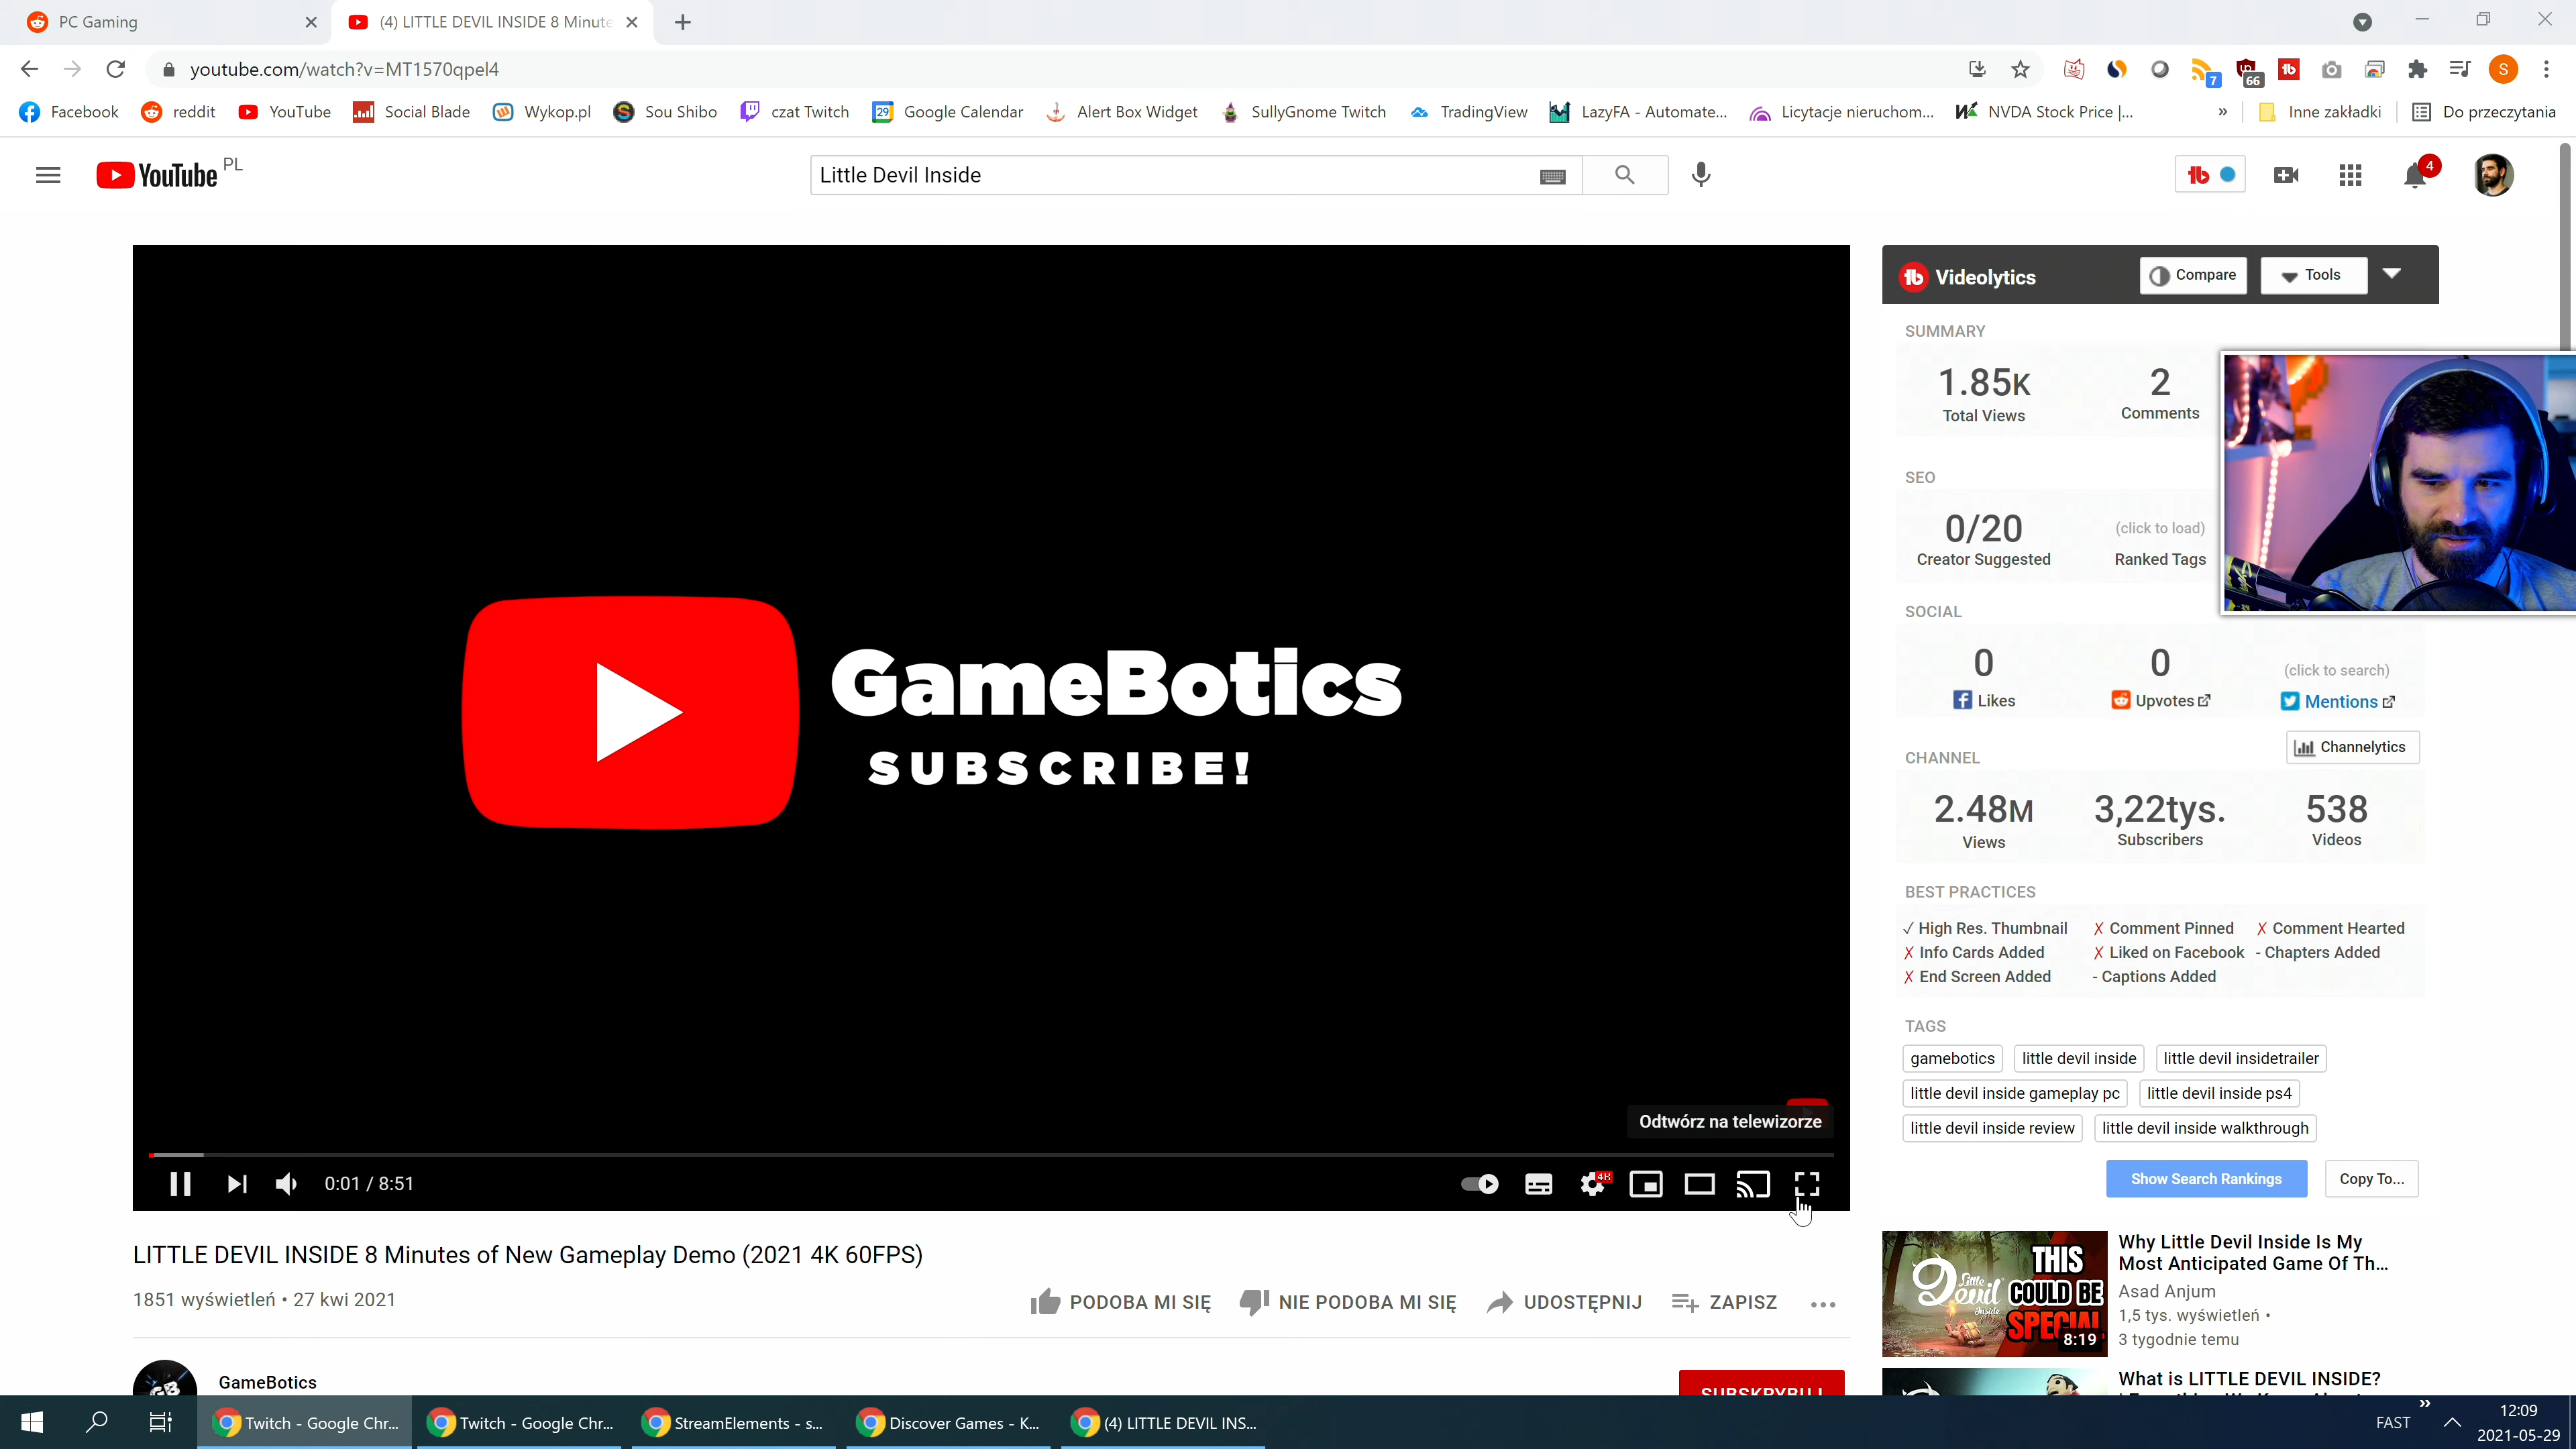 PC Gaming
(4) LITTLE DEVIL INSIDE 8 Minute
youtube.com/watch?v=MT1570qpel4
7
66
S
Facebook
reddit
YouTube
Social Blade
Wykop.pl
Sou Shibo
czat Twitch
29
Google Calendar
Alert Box Widget
SullyGnome Twitch
TradingView
LazyFA - Automate...
Licytacje nieruchom...
NVDA Stock Price |...
»
Inne zakładki
Do przeczytania
YouTube PL
Little Devil Inside
4
GameBotics
SUBSCRIBE!
Odtwórz na telewizorze
0:01 / 8:51
4K
LITTLE DEVIL INSIDE 8 Minutes of New Gameplay Demo (2021 4K 60FPS)
1851 wyświetleń • 27 kwi 2021
PODOBA MI SIĘ
NIE PODOBA MI SIĘ
UDOSTĘPNIJ
ZAPISZ
GB
GameBotics
SUBSKRYBUJ
Videolytics
Compare
Tools
SUMMARY
1.85K
Total Views
2
Comments
SEO
0/20
Creator Suggested
(click to load)
Ranked Tags
SOCIAL
0
Likes
0
Upvotes
(click to search)
Mentions
CHANNEL
Channelytics
2.48M
Views
3,22tys.
Subscribers
538
Videos
BEST PRACTICES
✓ High Res. Thumbnail
✗ Comment Pinned
✗ Comment Hearted
✗ Info Cards Added
✗ Liked on Facebook
- Chapters Added
✗ End Screen Added
- Captions Added
TAGS
gamebotics
little devil inside
little devil insidetrailer
little devil inside gameplay pc
little devil inside ps4
little devil inside review
little devil inside walkthrough
Show Search Rankings
Copy To...
Little Devil Inside
THIS
COULD BE
SPECIAL
8:19
Why Little Devil Inside Is My
Most Anticipated Game Of Th...
Asad Anjum
1,5 tys. wyświetleń •
3 tygodnie temu
What is LITTLE DEVIL INSIDE?
Twitch - Google Chr...
Twitch - Google Chr...
StreamElements - s...
Discover Games - K...
(4) LITTLE DEVIL INS...
FAST
»
12:09
2021-05-29